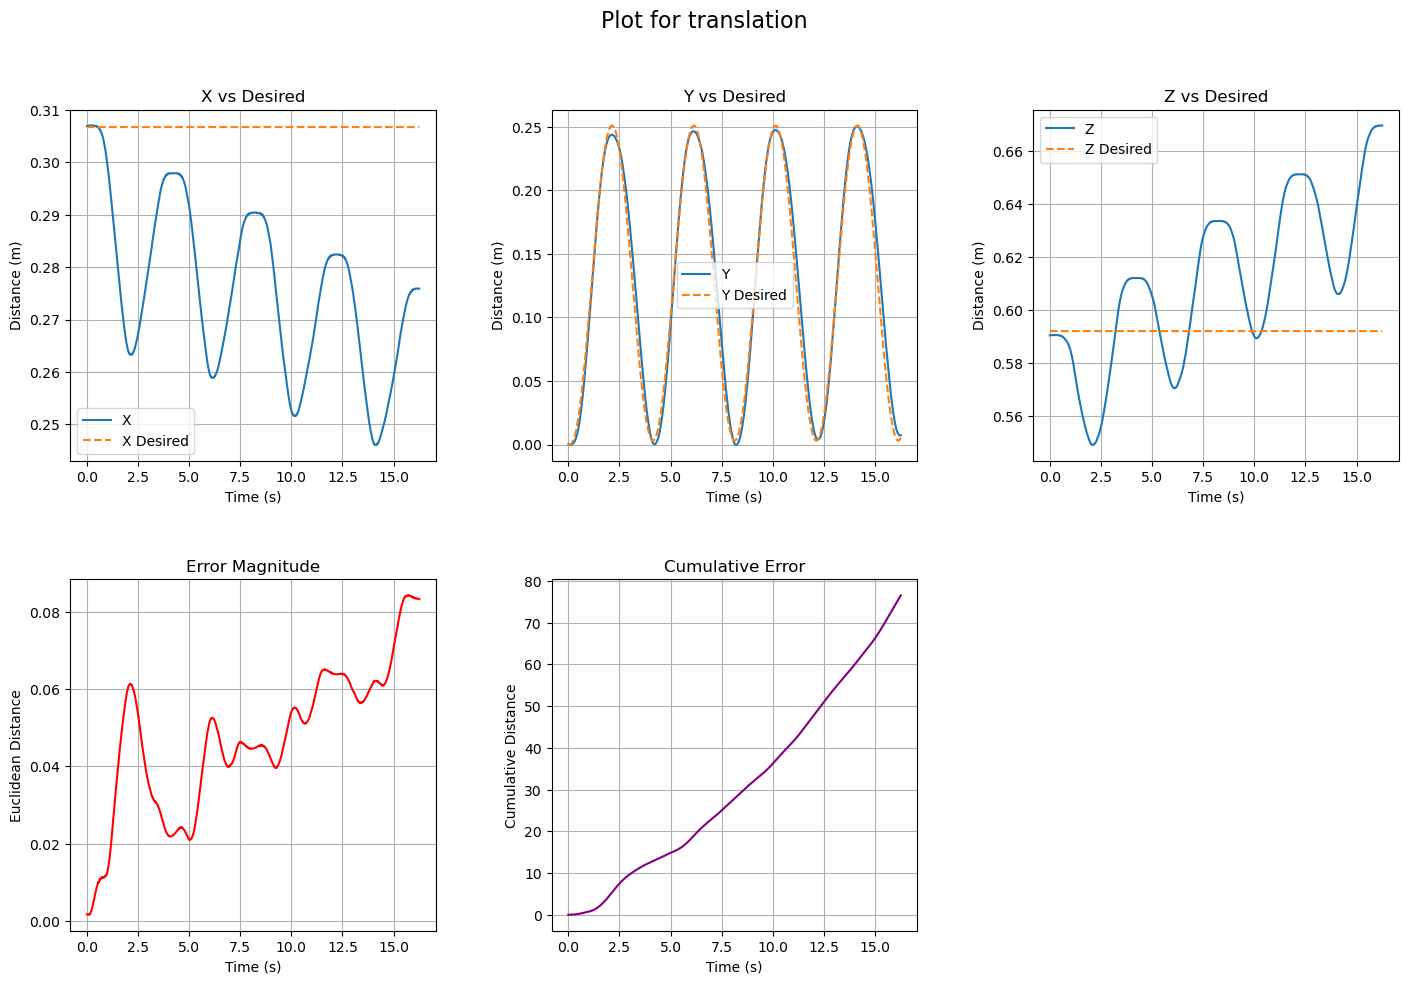 Plot for translation
X vs Desired
Distance (m)
0.31
0.30
0.29
0.28
0.27
0.26
0.25
X
X Desired
0.0 2.5 5.0 7.5 10.0 12.5 15.0
Time (s)
Y vs Desired
Distance (m)
0.25
0.20
0.15
0.10
0.05
0.00
Y
Y Desired
0.0 2.5 5.0 7.5 10.0 12.5 15.0
Time (s)
Z vs Desired
Distance (m)
0.66
0.64
0.62
0.60
0.58
0.56
Z
Z Desired
0.0 2.5 5.0 7.5 10.0 12.5 15.0
Time (s)
Error Magnitude
Euclidean Distance
0.08
0.06
0.04
0.02
0.00
0.0 2.5 5.0 7.5 10.0 12.5 15.0
Time (s)
Cumulative Error
Cumulative Distance
80
70
60
50
40
30
20
10
0
0.0 2.5 5.0 7.5 10.0 12.5 15.0
Time (s)